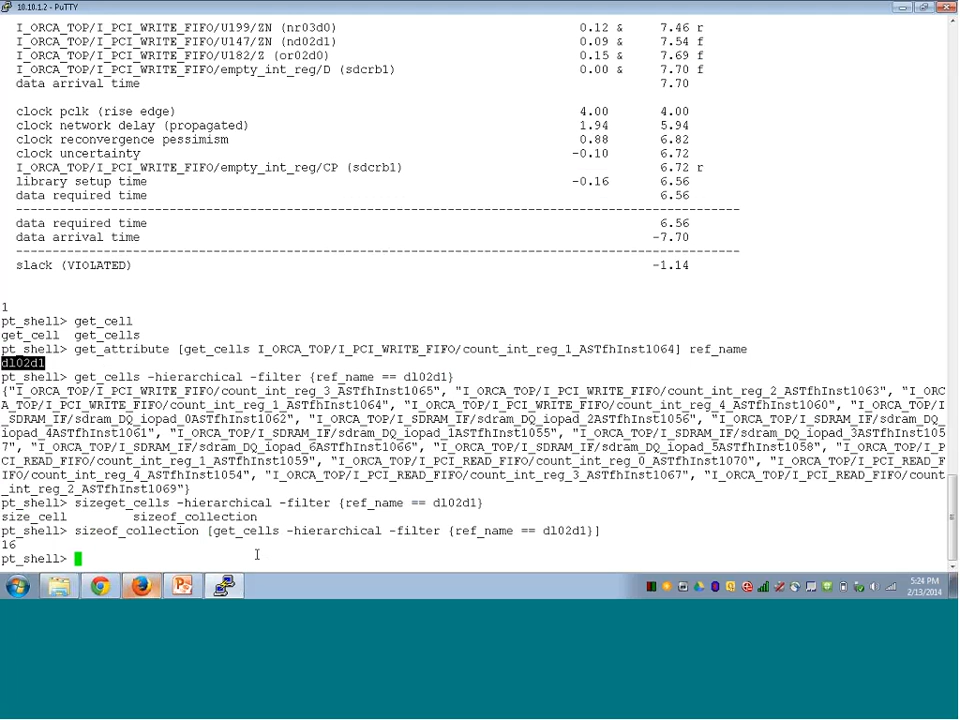 10.10.1.2 - PuTTY
I_ORCA_TOP/I_PCI_WRITE_FIFO/U199/ZN (nr03d0) 0.12 & 7.46 r
I_ORCA_TOP/I_PCI_WRITE_FIFO/U147/ZN (nd02d1) 0.09 & 7.54 f
I_ORCA_TOP/I_PCI_WRITE_FIFO/U182/Z (or02d0) 0.15 & 7.69 f
I_ORCA_TOP/I_PCI_WRITE_FIFO/empty_int_reg/D (sdcrb1) 0.00 & 7.70 f
data arrival time 7.70
clock pclk (rise edge) 4.00 4.00
clock network delay (propagated) 1.94 5.94
clock reconvergence pessimism 0.88 6.82
clock uncertainty -0.10 6.72
I_ORCA_TOP/I_PCI_WRITE_FIFO/empty_int_reg/CP (sdcrb1) 6.72 r
library setup time -0.16 6.56
data required time 6.56
data required time 6.56
data arrival time -7.70
slack (VIOLATED) -1.14
1
pt_shell> get_cell
get_cell get_cells
pt_shell> get_attribute [get_cells I_ORCA_TOP/I_PCI_WRITE_FIFO/count_int_reg_1_ASTfhInst1064] ref_name
dl02d1
pt_shell> get_cells -hierarchical -filter {ref_name == dl02d1}
{"I_ORCA_TOP/I_PCI_WRITE_FIFO/count_int_reg_3_ASTfhInst1065", "I_ORCA_TOP/I_PCI_WRITE_FIFO/count_int_reg_2_ASTfhInst1063", "I_ORC
A_TOP/I_PCI_WRITE_FIFO/count_int_reg_1_ASTfhInst1064", "I_ORCA_TOP/I_PCI_WRITE_FIFO/count_int_reg_4_ASTfhInst1060", "I_ORCA_TOP/I
_SDRAM_IF/sdram_DQ_iopad_0ASTfhInst1062", "I_ORCA_TOP/I_SDRAM_IF/sdram_DQ_iopad_2ASTfhInst1056", "I_ORCA_TOP/I_SDRAM_IF/sdram_DQ_
iopad_4ASTfhInst1061", "I_ORCA_TOP/I_SDRAM_IF/sdram_DQ_iopad_1ASTfhInst1055", "I_ORCA_TOP/I_SDRAM_IF/sdram_DQ_iopad_3ASTfhInst105
7", "I_ORCA_TOP/I_SDRAM_IF/sdram_DQ_iopad_6ASTfhInst1066", "I_ORCA_TOP/I_SDRAM_IF/sdram_DQ_iopad_5ASTfhInst1058", "I_ORCA_TOP/I_P
CI_READ_FIFO/count_int_reg_1_ASTfhInst1059", "I_ORCA_TOP/I_PCI_READ_FIFO/count_int_reg_0_ASTfhInst1070", "I_ORCA_TOP/I_PCI_READ_F
IFO/count_int_reg_4_ASTfhInst1054", "I_ORCA_TOP/I_PCI_READ_FIFO/count_int_reg_3_ASTfhInst1067", "I_ORCA_TOP/I_PCI_READ_FIFO/count
_int_reg_2_ASTfhInst1069"}
pt_shell> sizeget_cells -hierarchical -filter {ref_name == dl02d1}
size_cell sizeof_collection
pt_shell> sizeof_collection [get_cells -hierarchical -filter {ref_name == dl02d1}]
16
pt_shell>
5:24 PM
2/13/2014